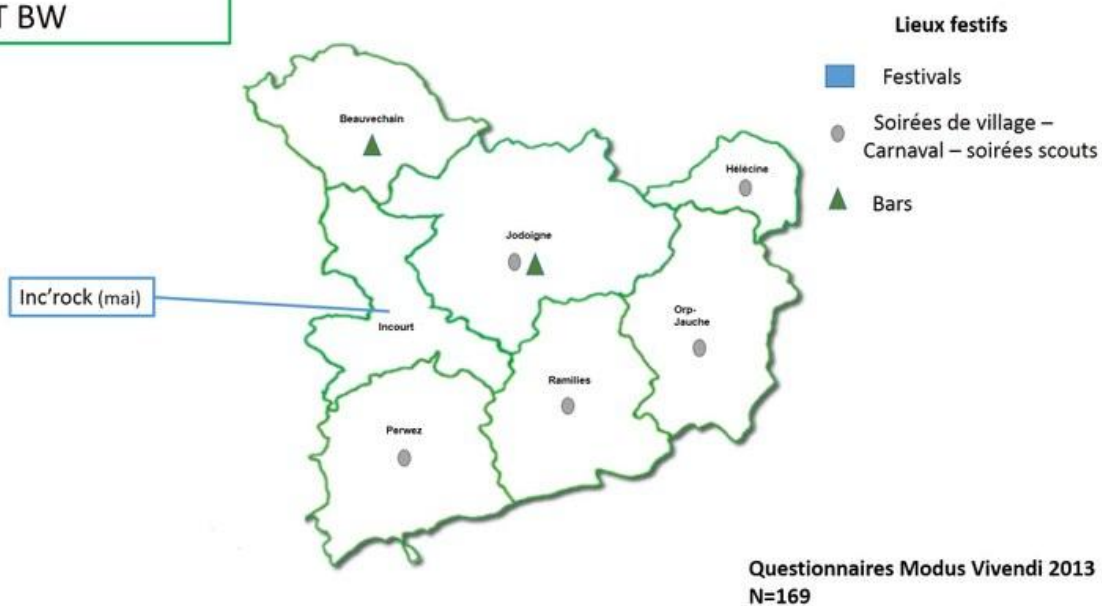 T BW
Lieux festifs
Festivals
Soirées de village –
Carnaval – soirées scouts
Bars
Beauvechain
Hélécine
Jodoigne
Inc'rock (mai)
Incourt
Orp-
Jauche
Ramilies
Perwez
Questionnaires Modus Vivendi 2013
N=169